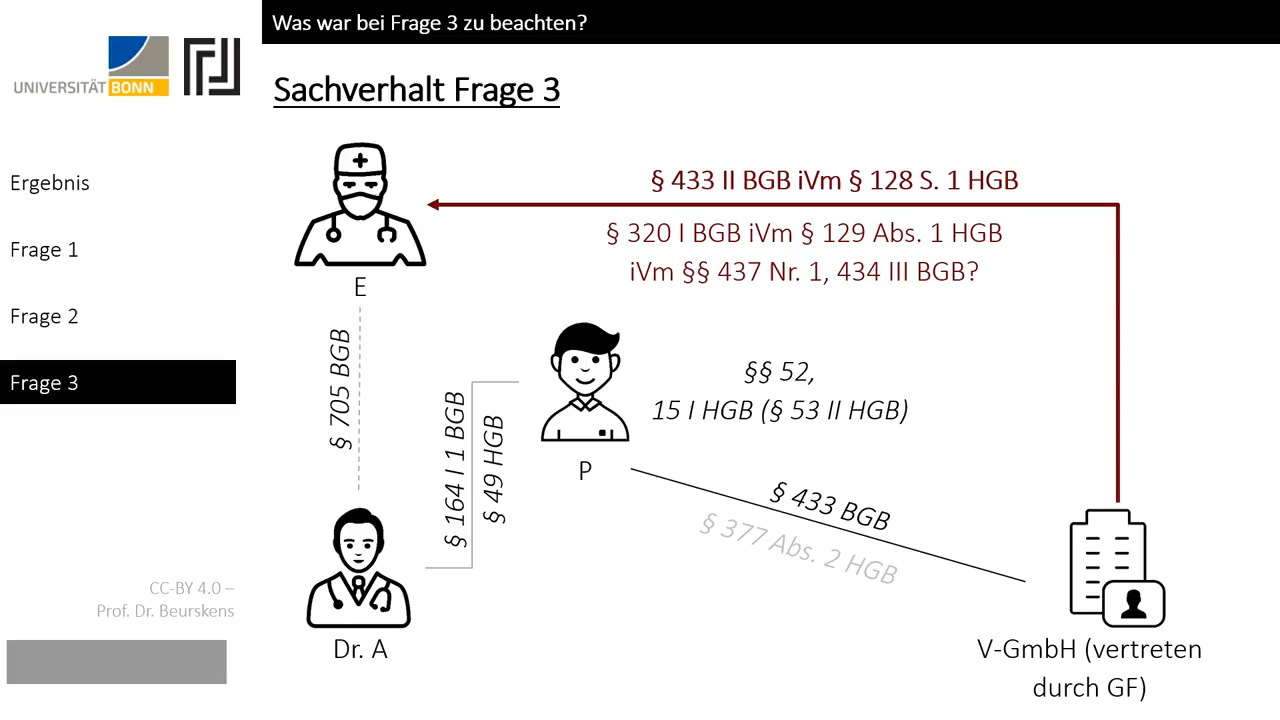 Was war bei Frage 3 zu beachten?
UNIVERSITÄT BONN
Sachverhalt Frage 3
Ergebnis
Frage 1
Frage 2
Frage 3
CC-BY 4.0 –
Prof. Dr. Beurskens
§ 433 II BGB iVm § 128 S. 1 HGB
§ 320 I BGB iVm § 129 Abs. 1 HGB
iVm §§ 437 Nr. 1, 434 III BGB?
E
§ 705 BGB
§ 164 I 1 BGB
§ 49 HGB
P
§§ 52,
15 I HGB (§ 53 II HGB)
§ 433 BGB
§ 377 Abs. 2 HGB
Dr. A
V-GmbH (vertreten
durch GF)